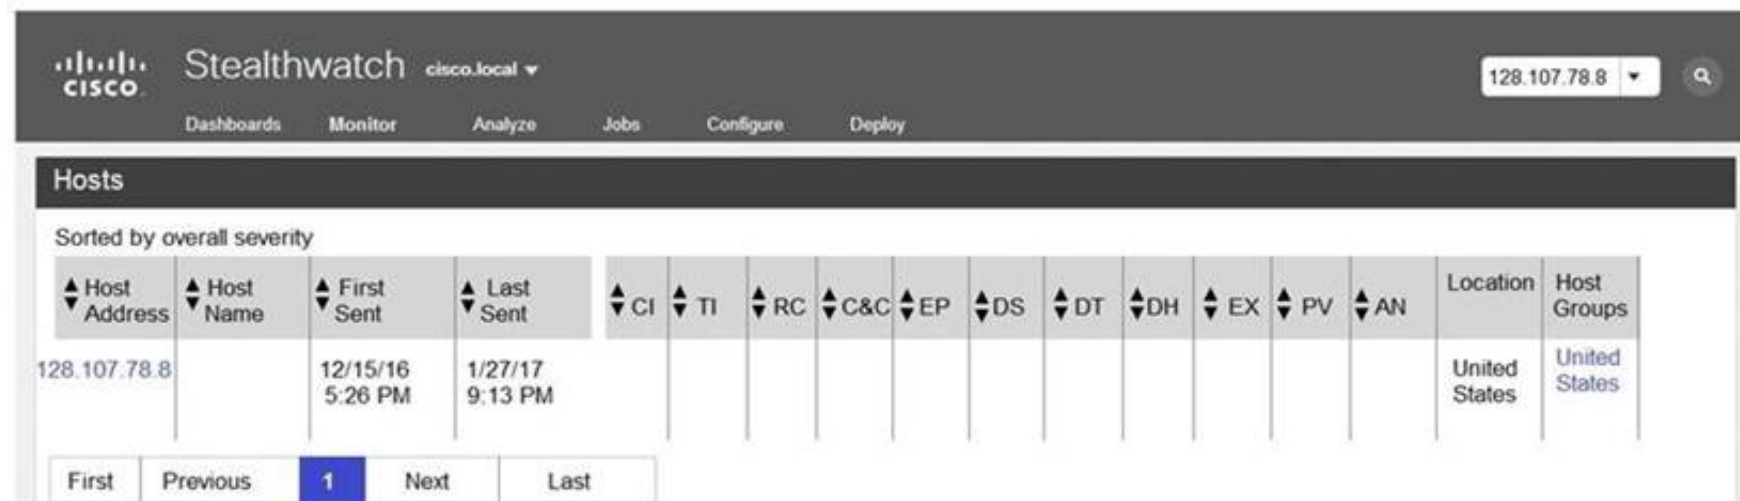 CISCO
Stealthwatch cisco.local
128.107.78.8
Dashboards Monitor Analyze Jobs Configure Deploy
Hosts
Sorted by overall severity
Host Address Host Name First Sent Last Sent CI TI RC C&C EP DS DT DH EX PV AN Location Host Groups
128.107.78.8 12/15/16 5:26 PM 1/27/17 9:13 PM United States United States
First Previous 1 Next Last